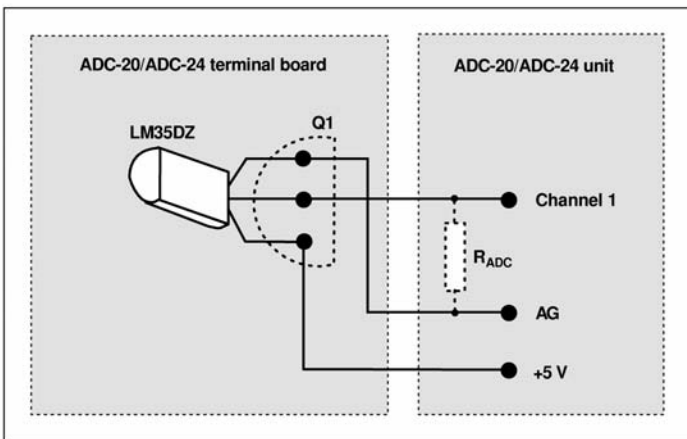 ADC-20/ADC-24 terminal board
ADC-20/ADC-24 unit
LM35DZ
Q1
Channel 1
RADC
AG
+5 V